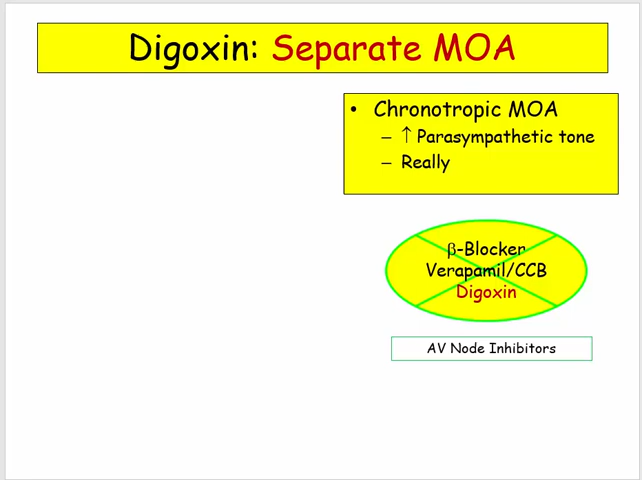 Digoxin: Separate MOA
• Chronotropic MOA
– ↑ Parasympathetic tone
– Really
β-Blocker
Verapamil/CCB
Digoxin
AV Node Inhibitors